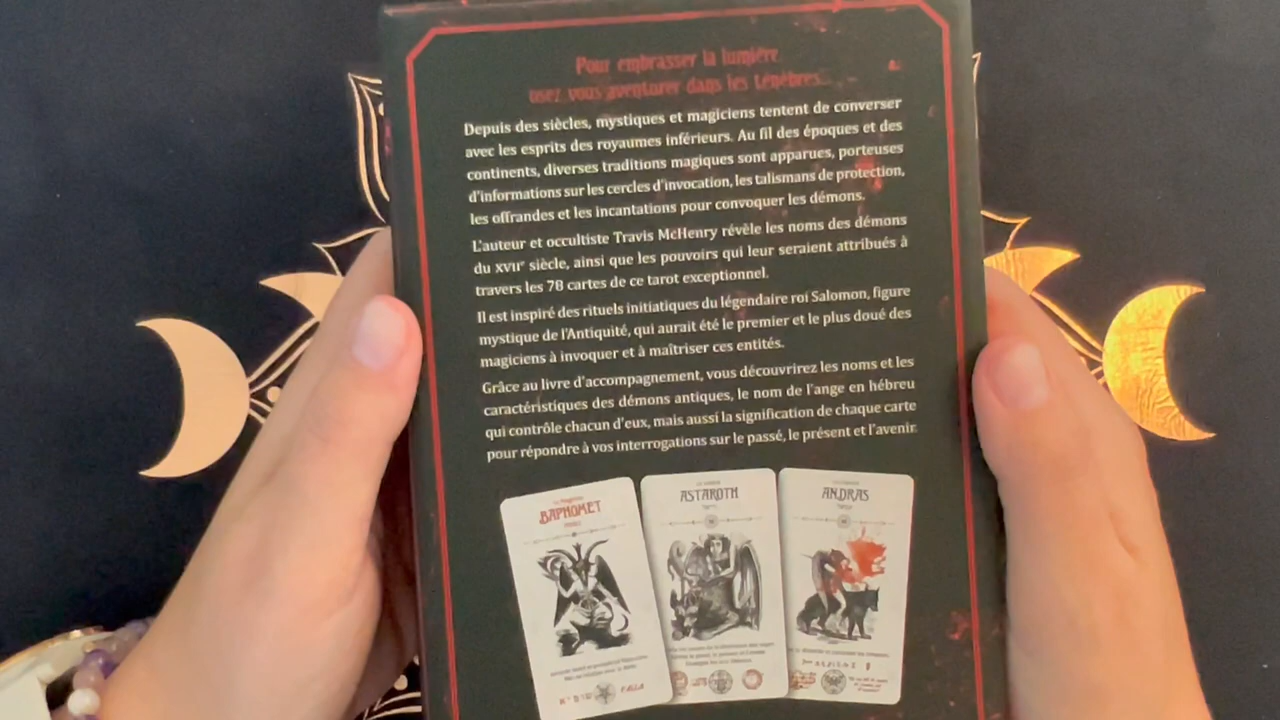 Pour embrasser la lumière,
osez vous aventurer dans les ténèbres...
Depuis des siècles, mystiques et magiciens tentent de converser
avec les esprits des royaumes inférieurs. Au fil des époques et des
continents, diverses traditions magiques sont apparues, porteuses
d'informations sur les cercles d'invocation, les talismans de protection,
les offrandes et les incantations pour convoquer les démons.
L'auteur et occultiste Travis McHenry révèle les noms des démons
du XVIIe siècle, ainsi que les pouvoirs qui leur seraient attribués à
travers les 78 cartes de ce tarot exceptionnel.
Il est inspiré des rituels initiatiques du légendaire roi Salomon, figure
mystique de l'Antiquité, qui aurait été le premier et le plus doué des
magiciens à invoquer et à maîtriser ces entités.
Grâce au livre d'accompagnement, vous découvrirez les noms et les
caractéristiques des démons antiques, le nom de l'ange en hébreu
qui contrôle chacun d'eux, mais aussi la signification de chaque carte
pour répondre à vos interrogations sur le passé, le présent et l'avenir.
BAPHOMET
ASTAROTH
ANDRAS